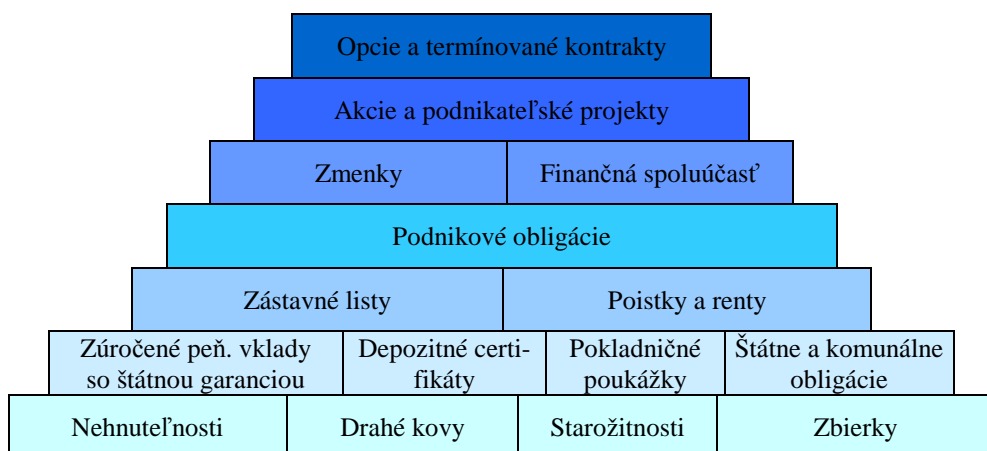 Opcie a termínované kontrakty
Akcie a podnikateľské projekty
Zmenky
Finančná spoluúčasť
Podnikové obligácie
Zástavné listy
Poistky a renty
Zúročené peň. vklady
so štátnou garanciou
Depozitné certi-
fikáty
Pokladničné
poukážky
Štátne a komunálne
obligácie
Nehnuteľnosti
Drahé kovy
Starožitnosti
Zbierky